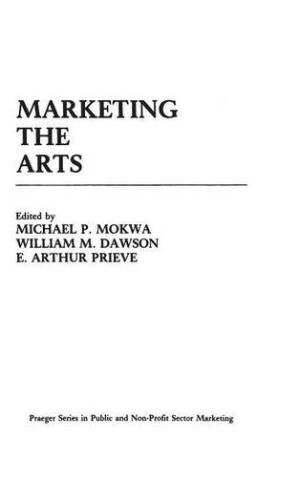 MARKETING
THE
ARTS
Edited by
MICHAEL P. MOKWA
WILLIAM M. DAWSON
E. ARTHUR PRIEVE
Praeger Series in Public and Non-Profit Sector Marketing